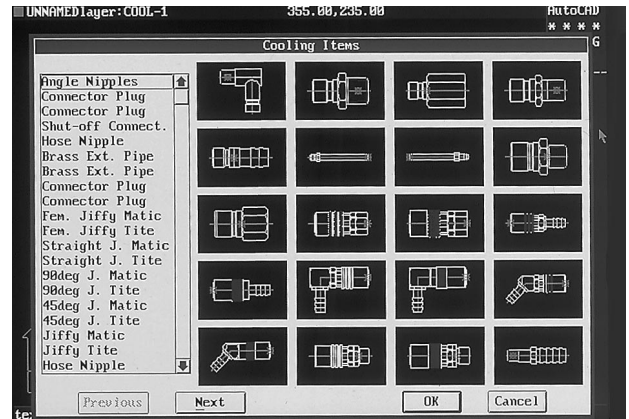 UNNAMED layer:COOL-1 355.00,235.00 AutoCAD
* * * *
Cooling Items
G
Angle Nipples
Connector Plug
Connector Plug
Shut-off Connect.
Hose Nipple
Brass Ext. Pipe
Brass Ext. Pipe
Connector Plug
Connector Plug
Fem. Jiffy Matic
Fem. Jiffy Tite
Straight J. Matic
Straight J. Tite
90deg J. Matic
90deg J. Tite
45deg J. Matic
45deg J. Tite
Jiffy Matic
Jiffy Tite
Hose Nipple
Previous Next OK Cancel